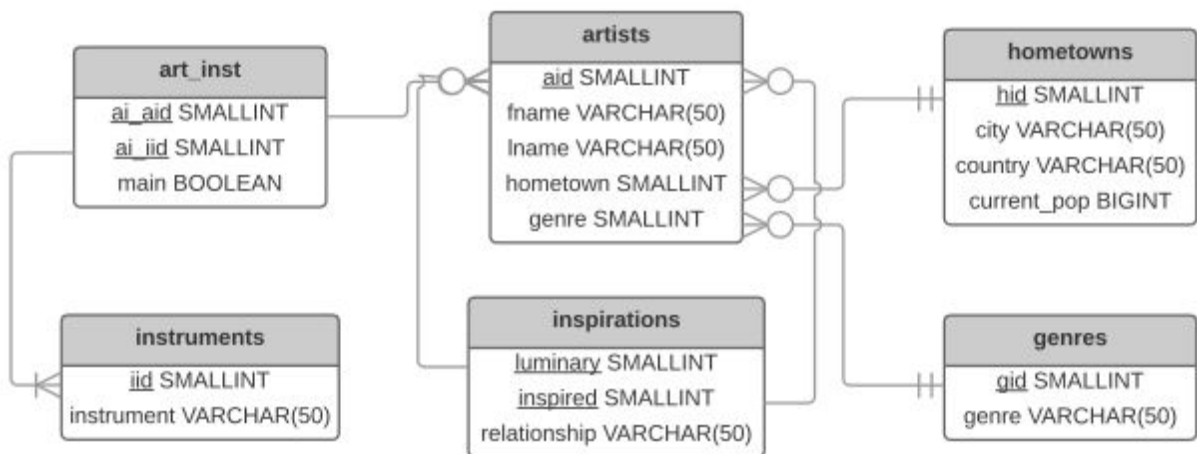 art_inst
ai_aid SMALLINT
ai_iid SMALLINT
main BOOLEAN
artists
aid SMALLINT
fname VARCHAR(50)
lname VARCHAR(50)
hometown SMALLINT
genre SMALLINT
hometowns
hid SMALLINT
city VARCHAR(50)
country VARCHAR(50)
current_pop BIGINT
instruments
iid SMALLINT
instrument VARCHAR(50)
inspirations
luminary SMALLINT
inspired SMALLINT
relationship VARCHAR(50)
genres
gid SMALLINT
genre VARCHAR(50)